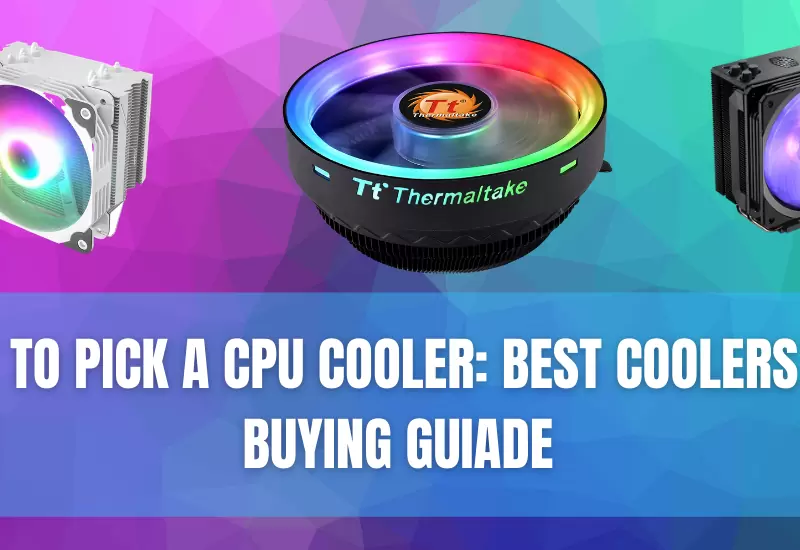 Tt®
Thermaltake
Tt® Thermaltake
TO PICK A CPU COOLER: BEST COOLERS
BUYING GUIADE